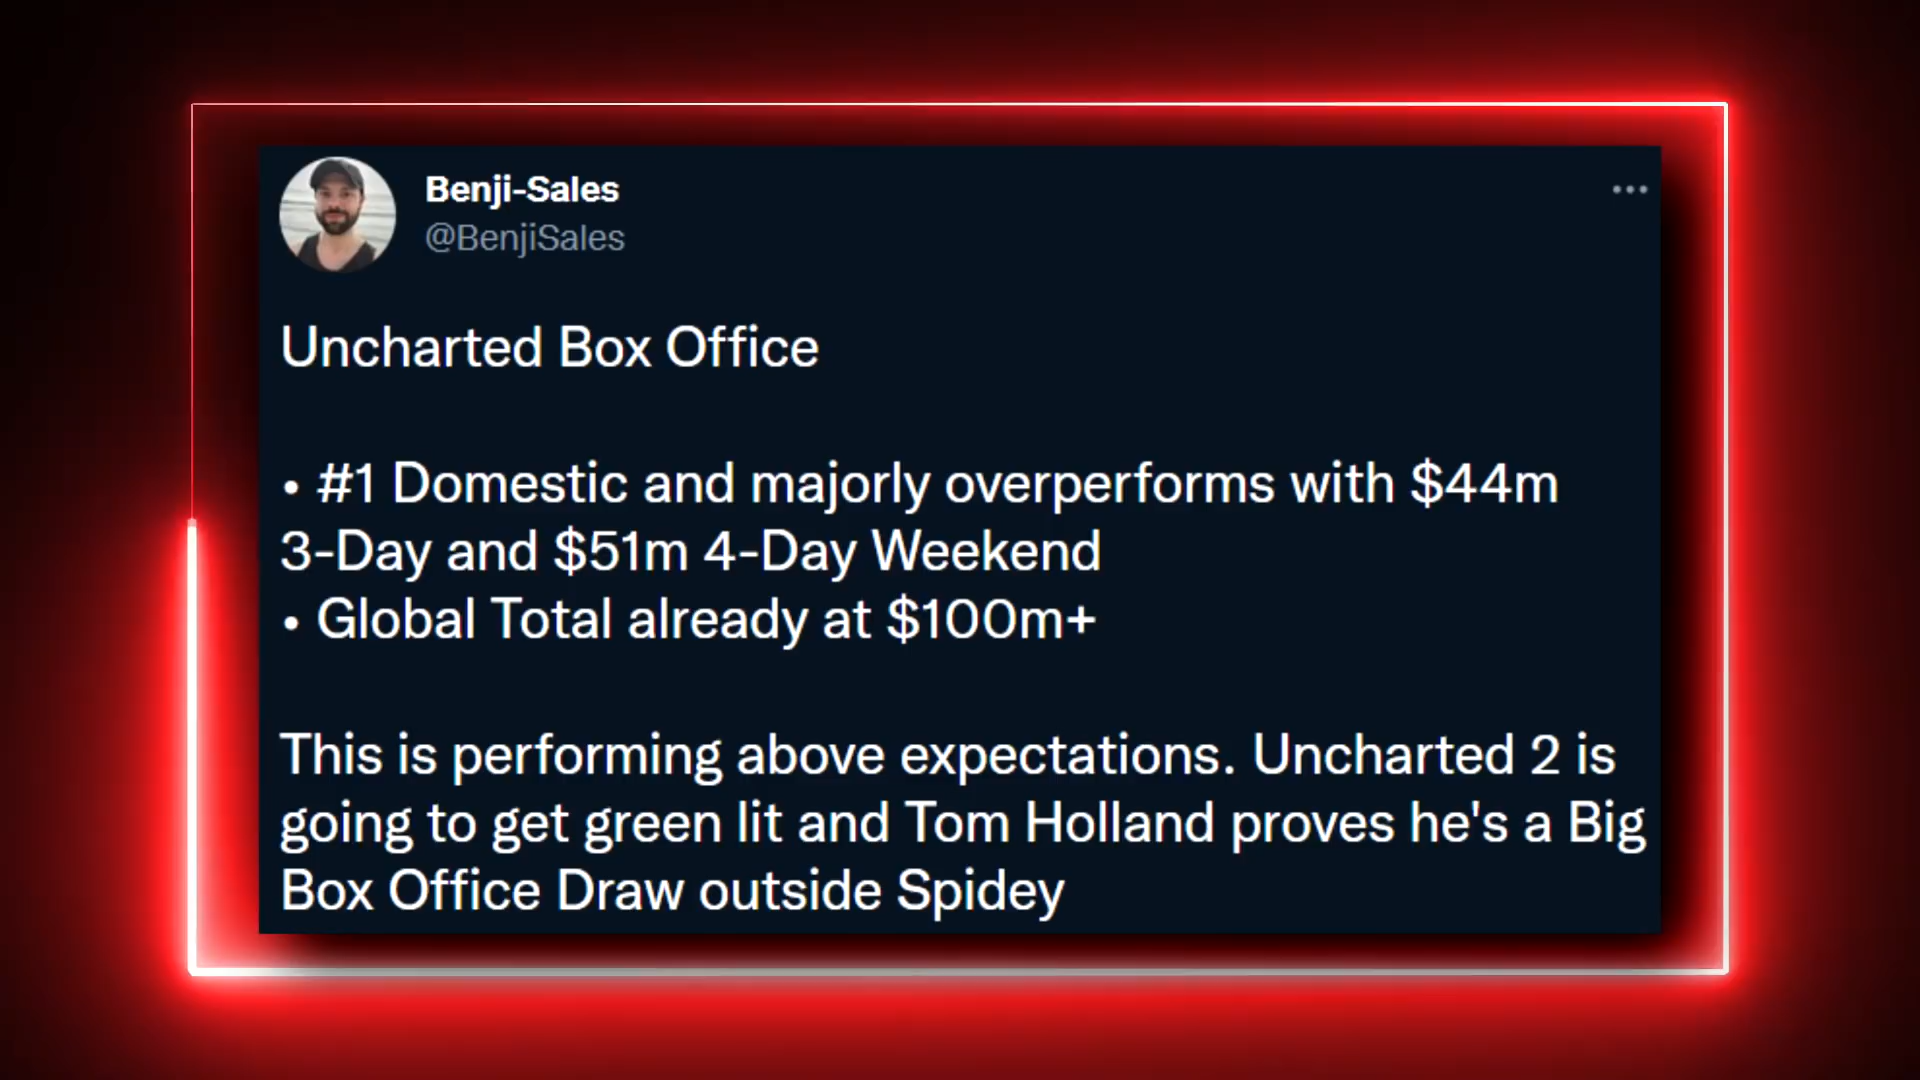 Benji-Sales
@BenjiSales
Uncharted Box Office
• #1 Domestic and majorly overperforms with $44m
3-Day and $51m 4-Day Weekend
• Global Total already at $100m+
This is performing above expectations. Uncharted 2 is
going to get green lit and Tom Holland proves he's a Big
Box Office Draw outside Spidey